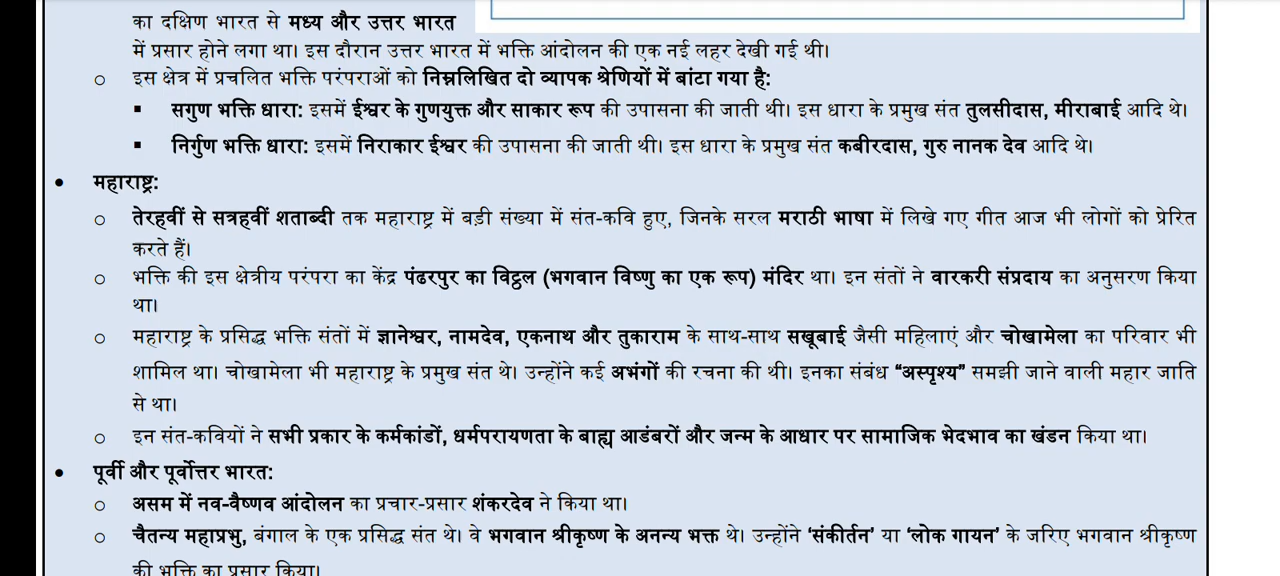 का दक्षिण भारत से मध्य और उत्तर भारत
में प्रसार होने लगा था। इस दौरान उत्तर भारत में भक्ति आंदोलन की एक नई लहर देखी गई थी।
○ इस क्षेत्र में प्रचलित भक्ति परंपराओं को निम्नलिखित दो व्यापक श्रेणियों में बांटा गया है:
▪ सगुण भक्ति धारा: इसमें ईश्वर के गुणयुक्त और साकार रूप की उपासना की जाती थी। इस धारा के प्रमुख संत तुलसीदास, मीराबाई आदि थे।
▪ निर्गुण भक्ति धारा: इसमें निराकार ईश्वर की उपासना की जाती थी। इस धारा के प्रमुख संत कबीरदास, गुरु नानक देव आदि थे।
• महाराष्ट्र:
○ तेरहवीं से सत्रहवीं शताब्दी तक महाराष्ट्र में बड़ी संख्या में संत-कवि हुए, जिनके सरल मराठी भाषा में लिखे गए गीत आज भी लोगों को प्रेरित
करते हैं।
○ भक्ति की इस क्षेत्रीय परंपरा का केंद्र पंढरपुर का विट्ठल (भगवान विष्णु का एक रूप) मंदिर था। इन संतों ने वारकरी संप्रदाय का अनुसरण किया
था।
○ महाराष्ट्र के प्रसिद्ध भक्ति संतों में ज्ञानेश्वर, नामदेव, एकनाथ और तुकाराम के साथ-साथ सखूबाई जैसी महिलाएं और चोखामेला का परिवार भी
शामिल था। चोखामेला भी महाराष्ट्र के प्रमुख संत थे। उन्होंने कई अभंगों की रचना की थी। इनका संबंध “अस्पृश्य” समझी जाने वाली महार जाति
से था।
○ इन संत-कवियों ने सभी प्रकार के कर्मकांडों, धर्मपरायणता के बाह्य आडंबरों और जन्म के आधार पर सामाजिक भेदभाव का खंडन किया था।
• पूर्वी और पूर्वोत्तर भारत:
○ असम में नव-वैष्णव आंदोलन का प्रचार-प्रसार शंकरदेव ने किया था।
○ चैतन्य महाप्रभु, बंगाल के एक प्रसिद्ध संत थे। वे भगवान श्रीकृष्ण के अनन्य भक्त थे। उन्होंने ‘संकीर्तन’ या ‘लोक गायन’ के जरिए भगवान श्रीकृष्ण
की भक्ति का प्रसार किया।